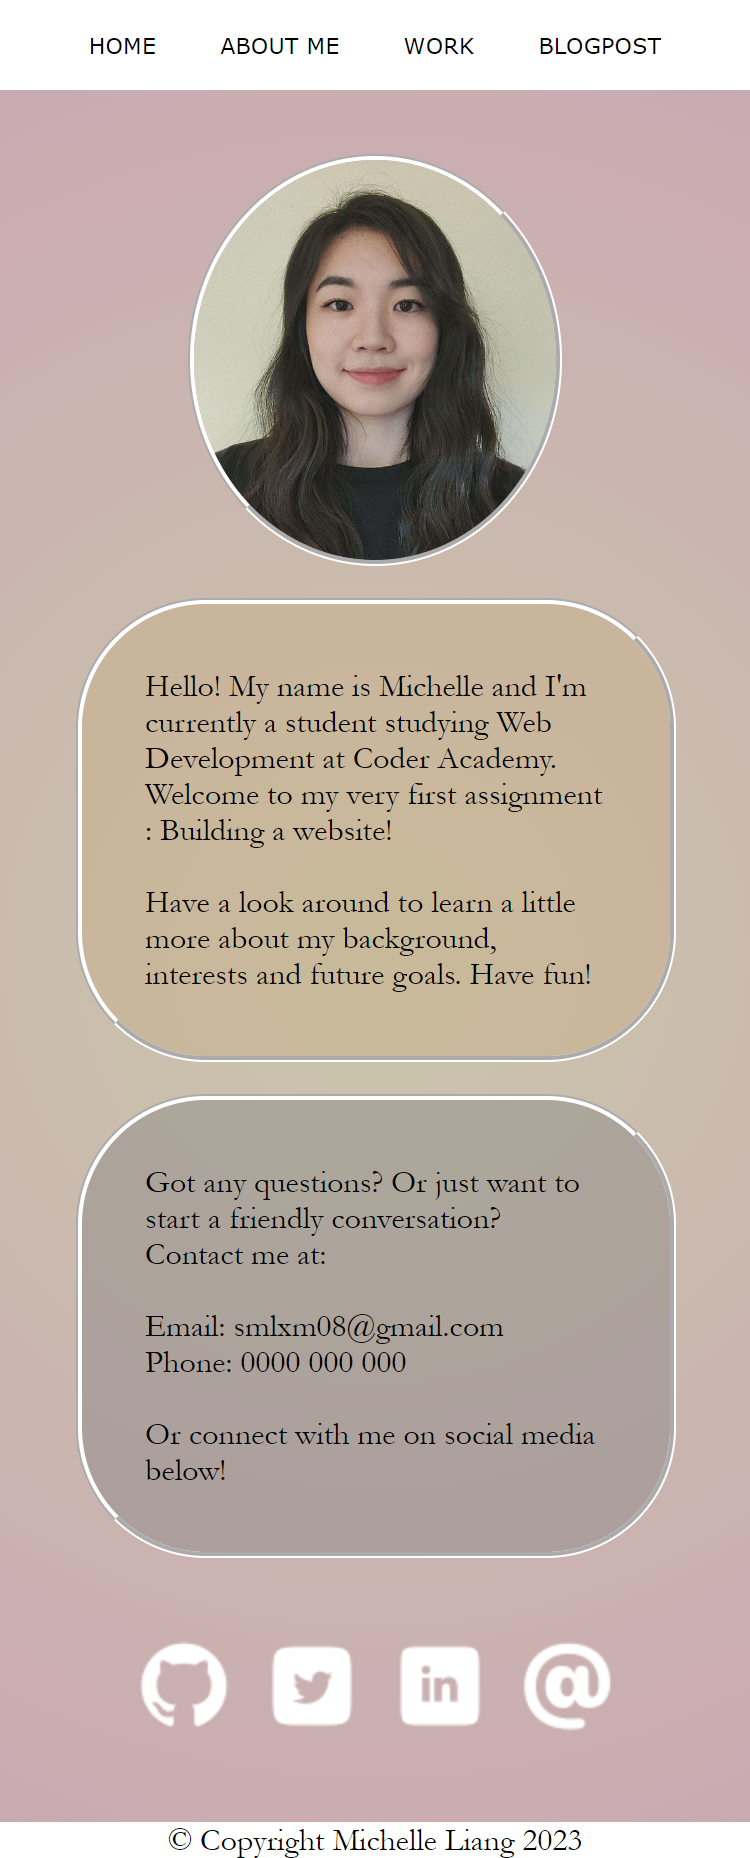 HOME ABOUT ME WORK BLOGPOST
Hello! My name is Michelle and I'm
currently a student studying Web
Development at Coder Academy.
Welcome to my very first assignment
: Building a website!
Have a look around to learn a little
more about my background,
interests and future goals. Have fun!
Got any questions? Or just want to
start a friendly conversation?
Contact me at:
Email: smlxm08@gmail.com
Phone: 0000 000 000
Or connect with me on social media
below!
in @
© Copyright Michelle Liang 2023